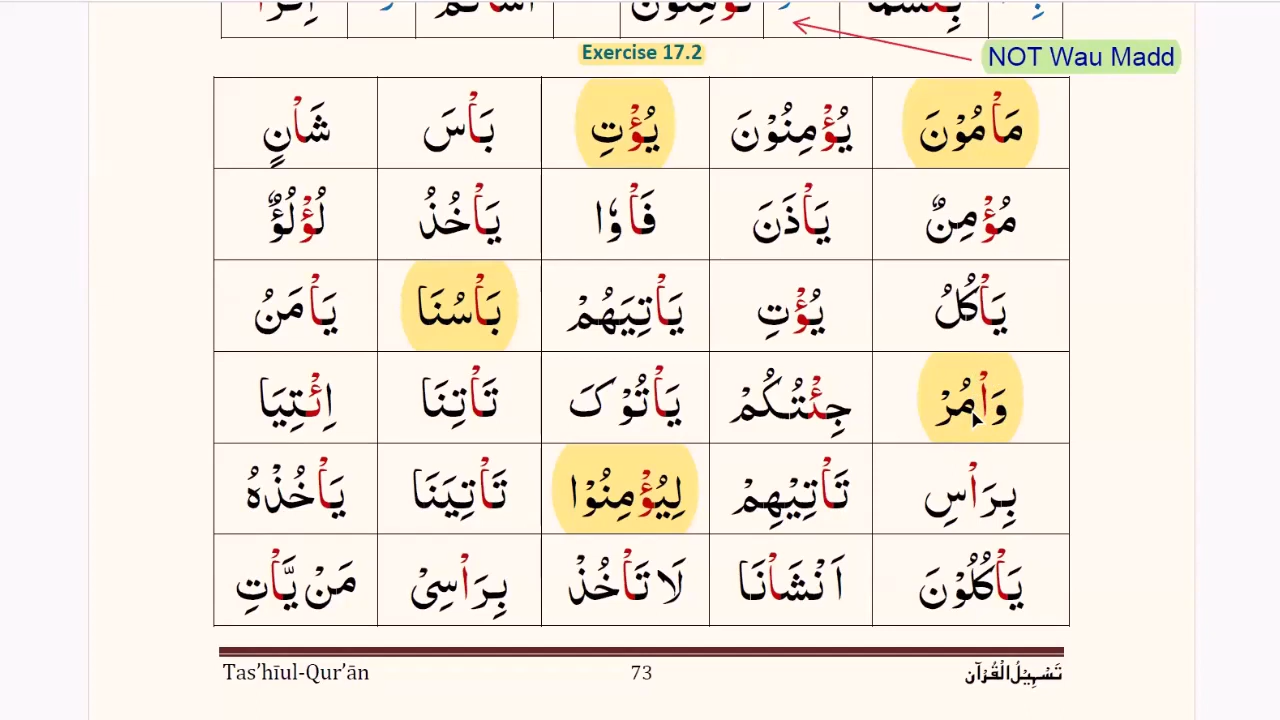 Exercise 17.2
NOT Wau Madd
مَاْمُوْنَ يُؤْمِنُوْنَ يُؤْتِ بَاْسَ شَاْنٍ
مُؤْمِنٌ يَاْذَنَ فَاْوٗا يَاْخُذُ لُؤْلُؤٌ
يَاْكُلُ يُؤْتِ يَاْتِيَهُمْ بَاْسُنَا يَاْمَنُ
وَاْمُرْ جِئْتُكُمْ يَاْتُوْكَ تَاْتِنَا اِئْتِيَا
بِرَاْسِ تَاْتِيْهِمْ لِيُؤْمِنُوْا تَاْتِيَنَا يَاْخُذْهُ
يَاْكُلُوْنَ اَنْشَاْنَا لَا تَاْخُذْ بِرَاْسِىْ مَنْ يَّاْتِ
Tas’hīul-Qur’ān 73 تَسْهِيْلُ الْقُرْآن